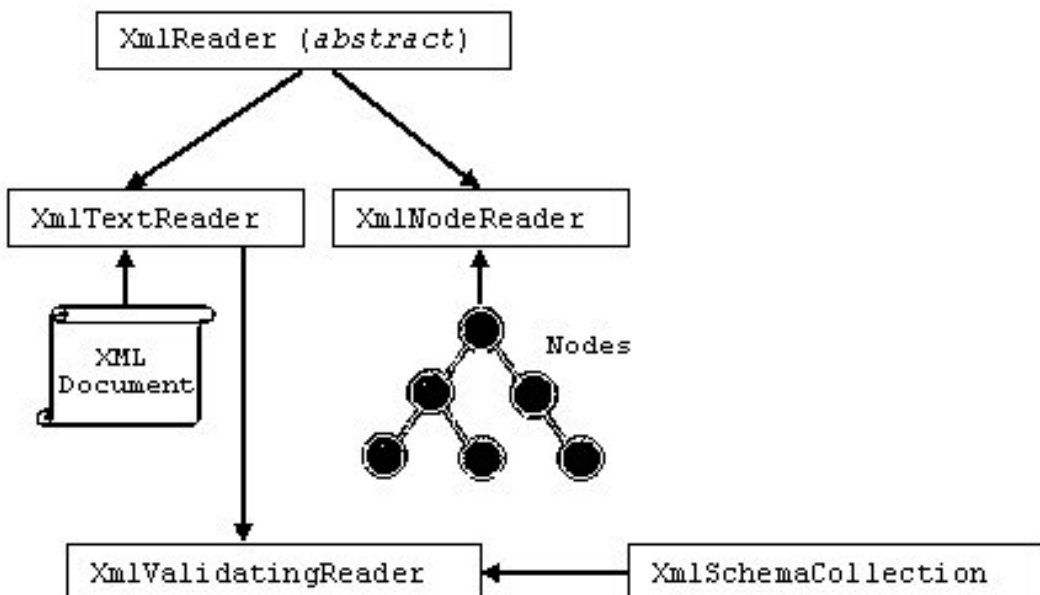 XmlReader (abstract)
XmlTextReader
XmlNodeReader
XML
Document
Nodes
XmlValidatingReader
XmlSchemaCollection